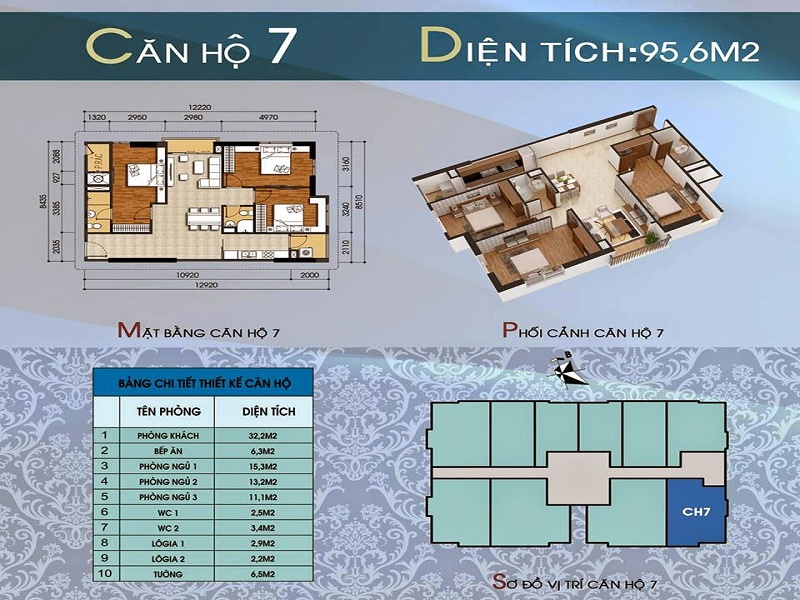 CĂN HỘ 7
DIỆN TÍCH:95,6M2
12220
1320 2950 2980 4970
8435
2088
927
3385
2035
P.RÁC
3160
3240
2110
8510
10920 2000
12920
MẶT BẰNG CĂN HỘ 7
PHỐI CẢNH CĂN HỘ 7
BẢNG CHI TIẾT THIẾT KẾ CĂN HỘ
TÊN PHÒNG DIỆN TÍCH
1 PHÒNG KHÁCH 32,2M2
2 BẾP ĂN 6,3M2
3 PHÒNG NGỦ 1 15,3M2
4 PHÒNG NGỦ 2 13,2M2
5 PHÒNG NGỦ 3 11,1M2
6 WC 1 2,5M2
7 WC 2 3,4M2
8 LÔGIA 1 2,9M2
9 LÔGIA 2 2,2M2
10 TƯỜNG 6,5M2
B
CH7
SƠ ĐỒ VỊ TRÍ CĂN HỘ 7